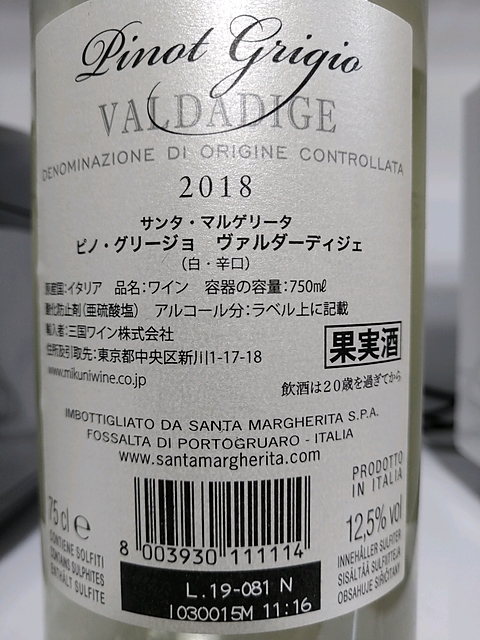 Pinot Grigio
VALDADIGE
DENOMINAZIONE DI ORIGINE CONTROLLATA
2018
サンタ・マルゲリータ
ピノ・グリージョ ヴァルダーディジェ
(白・辛口)
原産国:イタリア 品名:ワイン 容器の容量:750mℓ
酸化防止剤(亜硫酸塩) アルコール分:ラベル上に記載
輸入者:三国ワイン株式会社
住所及引取先:東京都中央区新川1-17-18
www.mikuniwine.co.jp
果実酒
飲酒は20歳を過ぎてから
IMBOTTIGLIATO DA SANTA MARGHERITA S.P.A.
FOSSALTA DI PORTOGRUARO - ITALIA
www.santamargherita.com
75 cl e
CONTIENE SOLFITI
CONTAINS SULPHITES
ENTHÄLT SULFITE
8 003930 111114
L.19-081 N
I030015M 11:16
PRODOTTO
IN ITALIA
12,5% vol
INNEHÅLLER SULFITER
SISÄLTÄÄ SULFIITTEJA
OBSAHUJE SIŘIČITANY